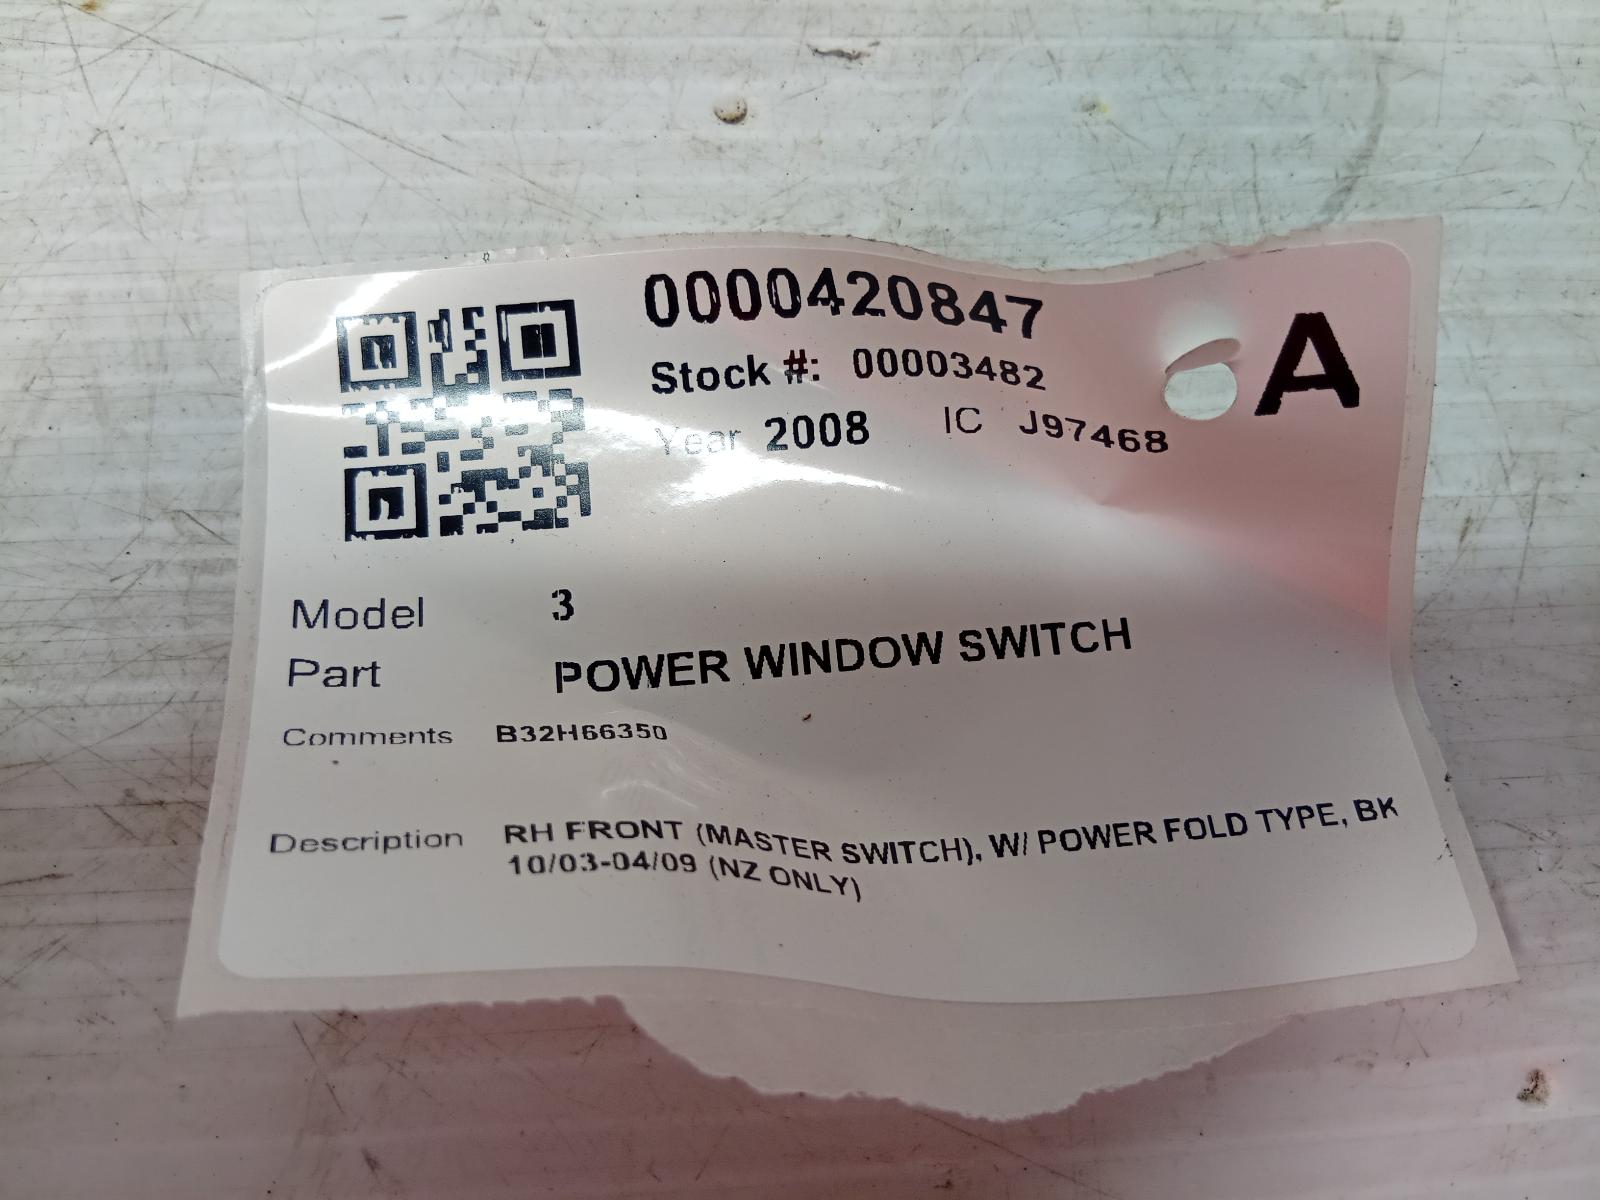 0000420847
A
Stock #: 00003482
Year 2008 IC J97468
Model 3
Part POWER WINDOW SWITCH
Comments B32H66350
Description RH FRONT (MASTER SWITCH), W/ POWER FOLD TYPE, BK
10/03-04/09 (NZ ONLY)